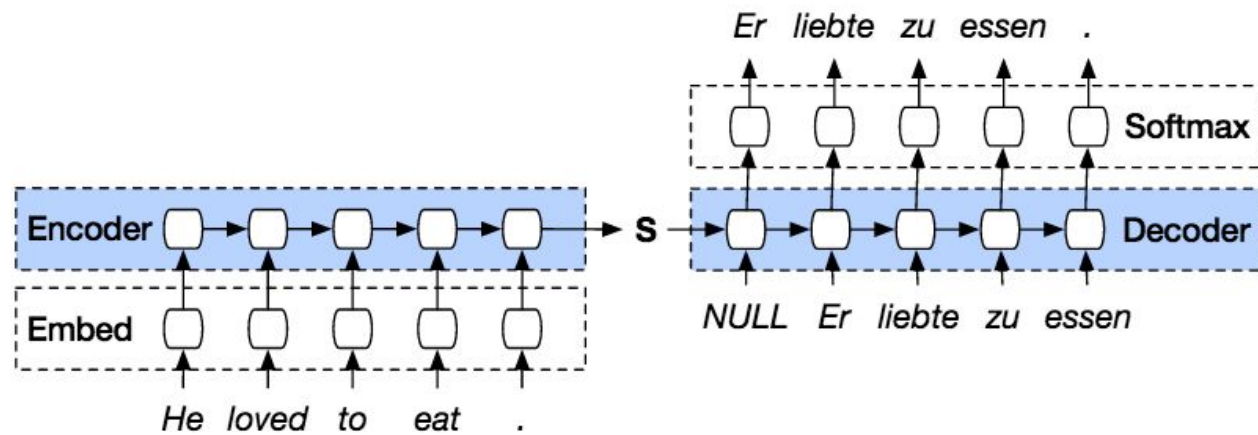 Er liebte zu essen .
Softmax
Encoder S Decoder
NULL Er liebte zu essen
Embed
He loved to eat .